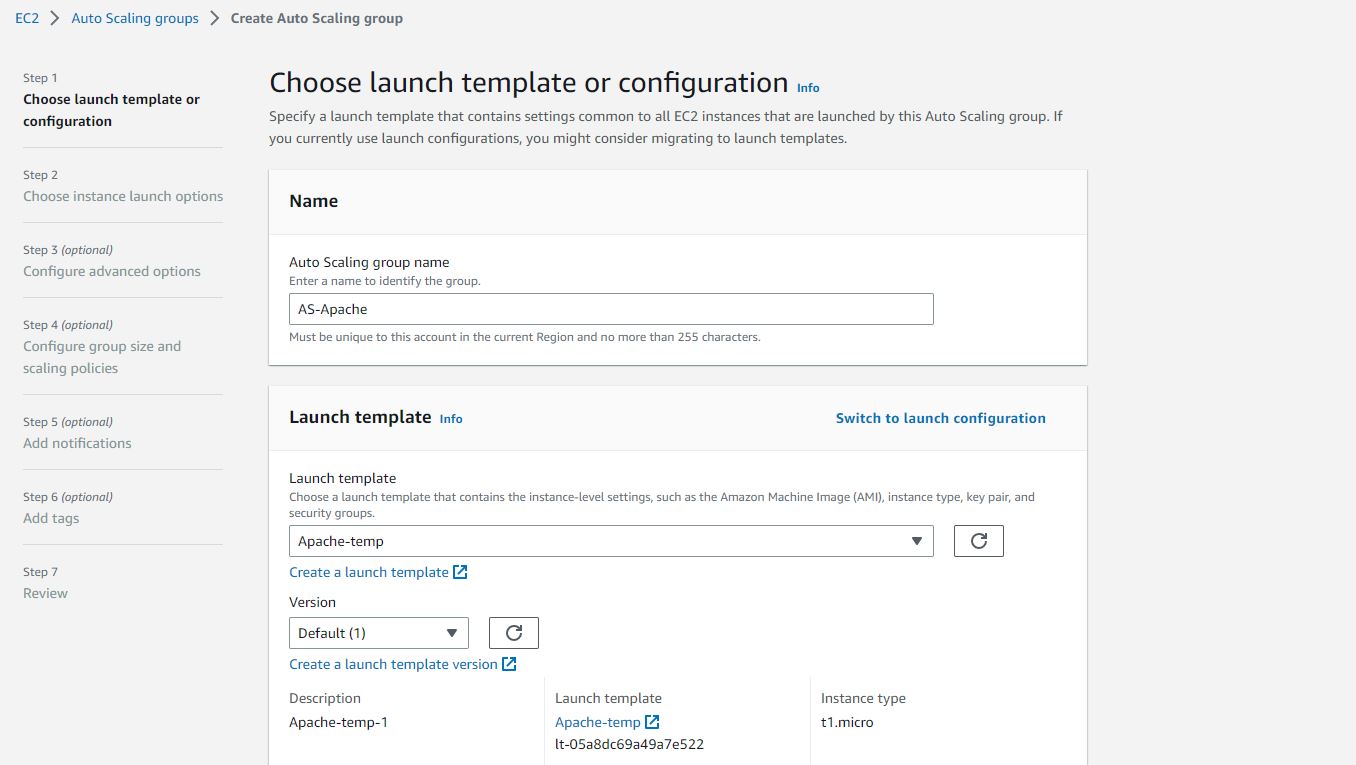 EC2 > Auto Scaling groups > Create Auto Scaling group
Step 1
Choose launch template or
configuration
Step 2
Choose instance launch options
Step 3 (optional)
Configure advanced options
Step 4 (optional)
Configure group size and
scaling policies
Step 5 (optional)
Add notifications
Step 6 (optional)
Add tags
Step 7
Review
Choose launch template or configuration Info
Specify a launch template that contains settings common to all EC2 instances that are launched by this Auto Scaling group. If
you currently use launch configurations, you might consider migrating to launch templates.
Name
Auto Scaling group name
Enter a name to identify the group.
AS-Apache
Must be unique to this account in the current Region and no more than 255 characters.
Launch template Info
Switch to launch configuration
Launch template
Choose a launch template that contains the instance-level settings, such as the Amazon Machine Image (AMI), instance type, key pair, and
security groups.
Apache-temp
Create a launch template
Version
Default (1)
Create a launch template version
Description
Apache-temp-1
Launch template
Apache-temp
lt-05a8dc69a49a7e522
Instance type
t1.micro